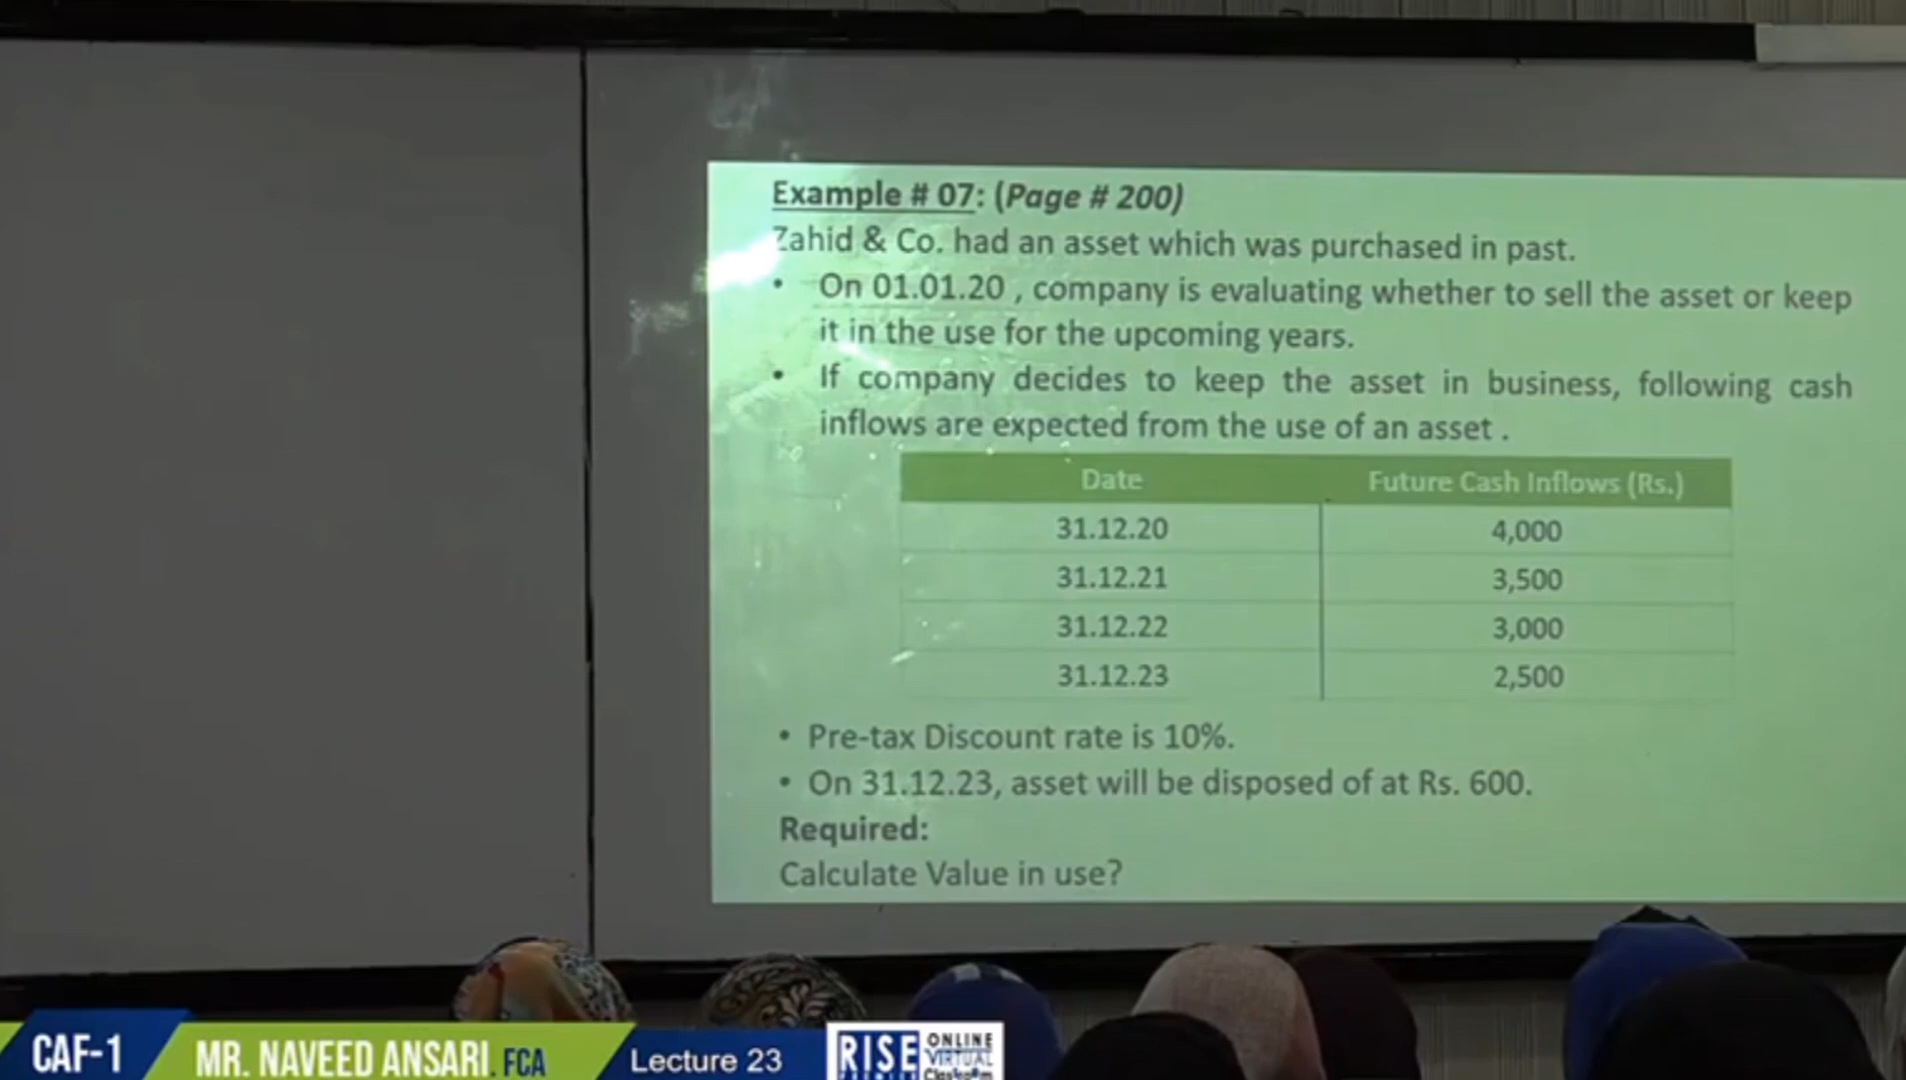 Example # 07: (Page # 200)
Zahid & Co. had an asset which was purchased in past.
• On 01.01.20 , company is evaluating whether to sell the asset or keep
it in the use for the upcoming years.
• If company decides to keep the asset in business, following cash
inflows are expected from the use of an asset .
Date Future Cash Inflows (Rs.)
31.12.20 4,000
31.12.21 3,500
31.12.22 3,000
31.12.23 2,500
• Pre-tax Discount rate is 10%.
• On 31.12.23, asset will be disposed of at Rs. 600.
Required:
Calculate Value in use?
CAF-1
MR. NAVEED ANSARI. FCA
Lecture 23
RISE
PREMIER
ONLINE
VIRTUAL
Classroom